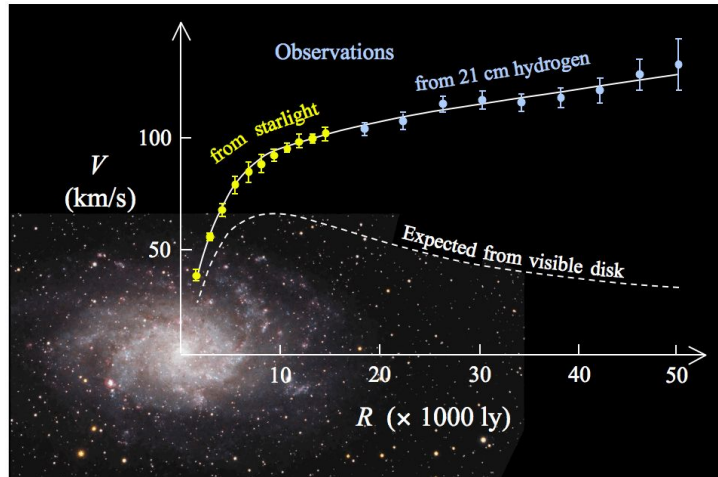 Observations
from 21 cm hydrogen
from starlight
100
V
(km/s)
50
Expected from visible disk
10
20
30
40
50
R (× 1000 ly)